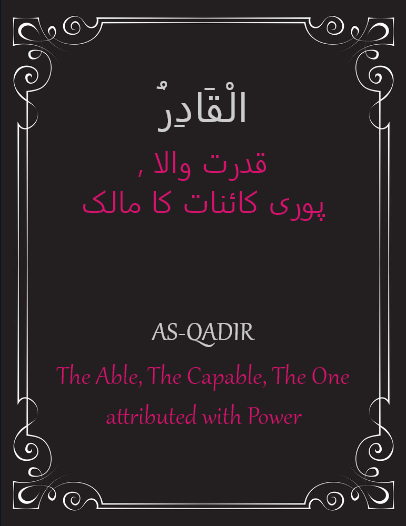 الْقَادِرُ
قدرت والا ,
پوری کائنات کا مالک
AS-QADIR
The Able, The Capable, The One
attributed with Power